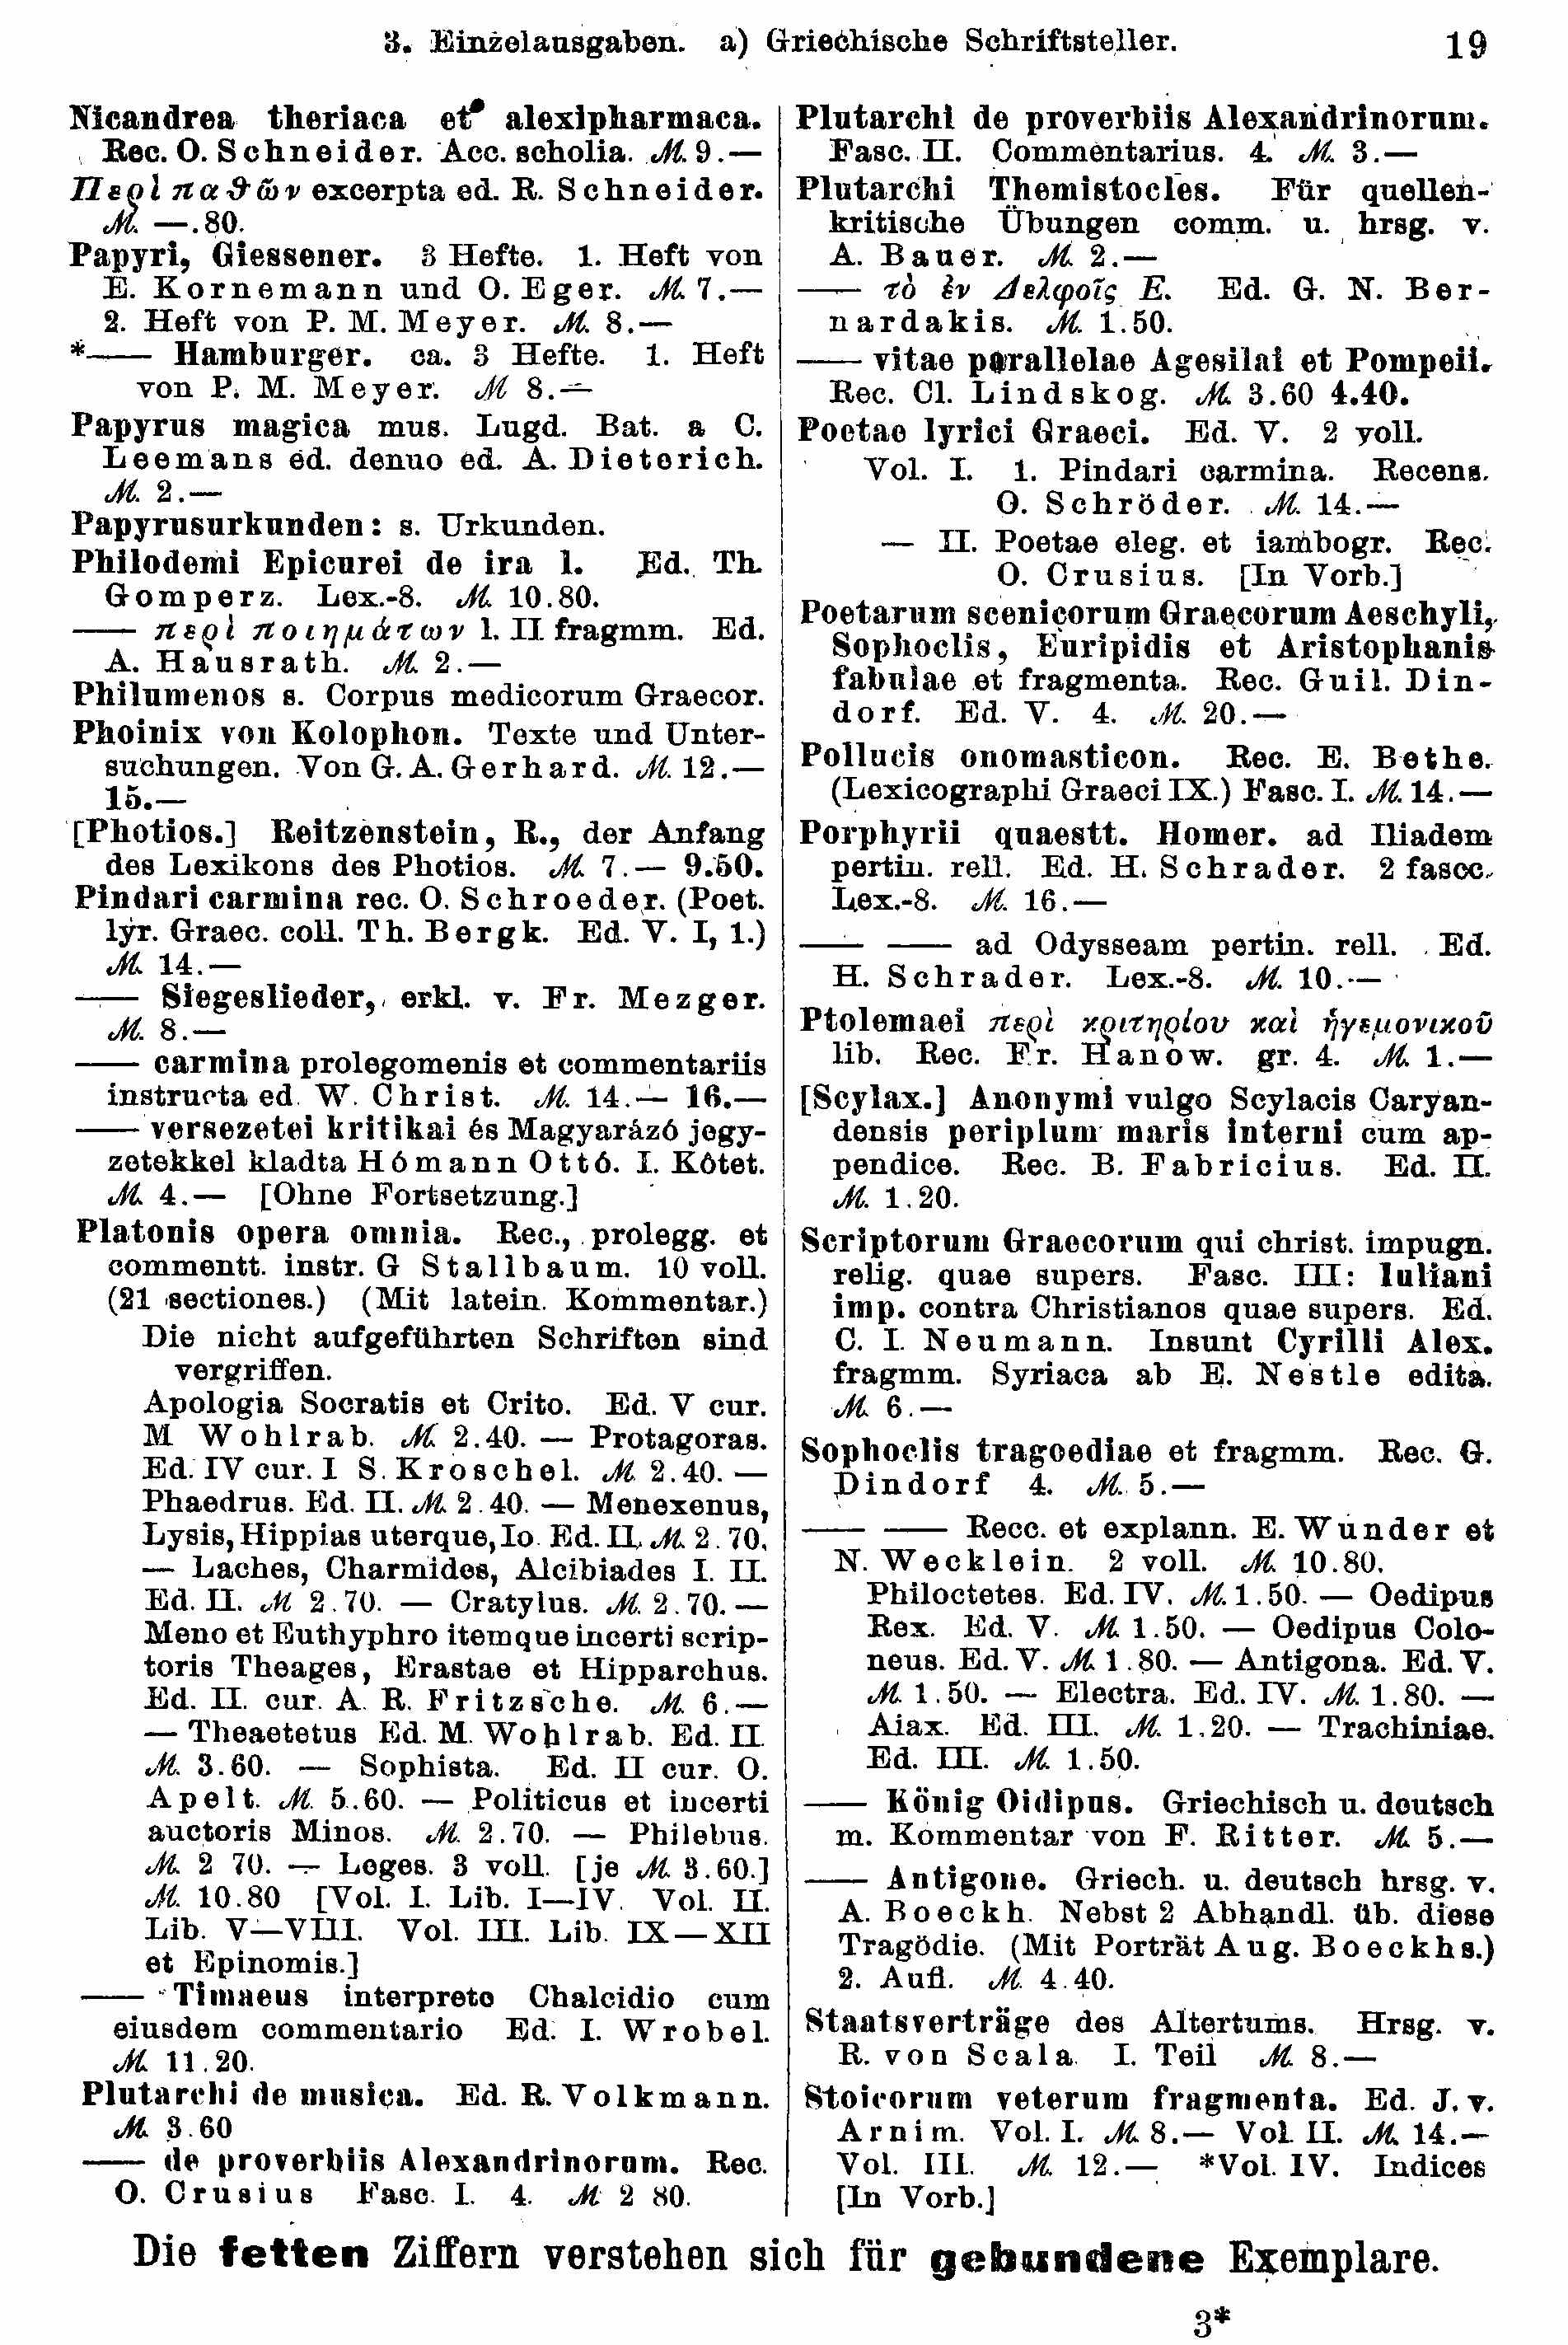 3. Einzelausgaben. a) Griechische Schriftsteller. 19
Nicandrea theriaca et alexipharmaca.
Rec. O. Schneider. Acc. scholia. ℳ. 9.—
Περὶ παθῶν excerpta ed. R. Schneider.
ℳ. —.80.
Papyri, Giessener. 3 Hefte. 1. Heft von
E. Kornemann und O. Eger. ℳ. 7.—
2. Heft von P. M. Meyer. ℳ. 8.—
*—— Hamburger. ca. 3 Hefte. 1. Heft
von P. M. Meyer. ℳ 8.—
Papyrus magica mus. Lugd. Bat. a C.
Leemans ed. denuo ed. A. Dieterich.
ℳ. 2.—
Papyrusurkunden: s. Urkunden.
Philodemi Epicurei de ira l. Ed. Th.
Gomperz. Lex.-8. ℳ. 10.80.
—— περὶ ποιημάτων l. II fragmm. Ed.
A. Hausrath. ℳ. 2.—
Philumenos s. Corpus medicorum Graecor.
Phoinix von Kolophon. Texte und Unter-
suchungen. Von G. A. Gerhard. ℳ. 12.—
15.—
[Photios.] Reitzenstein, R., der Anfang
des Lexikons des Photios. ℳ. 7.— 9.50.
Pindari carmina rec. O. Schroeder. (Poet.
lyr. Graec. coll. Th. Bergk. Ed. V. I, 1.)
ℳ. 14.—
—— Siegeslieder, erkl. v. Fr. Mezger.
ℳ. 8.—
—— carmina prolegomenis et commentariis
instructa ed. W. Christ. ℳ. 14.— 16.—
—— versezetei kritikai és Magyarázó jegy-
zetekkel kladta Hómann Ottó. I. Kötet.
ℳ. 4.— [Ohne Fortsetzung.]
Platonis opera omnia. Rec., prolegg. et
commentt. instr. G Stallbaum. 10 voll.
(21 sectiones.) (Mit latein. Kommentar.)
Die nicht aufgeführten Schriften sind
vergriffen.
Apologia Socratis et Crito. Ed. V cur.
M Wohlrab. ℳ. 2.40. — Protagoras.
Ed. IV cur. I S. Kroschel. ℳ. 2.40. —
Phaedrus. Ed. II. ℳ. 2.40. — Menexenus,
Lysis, Hippias uterque, Io. Ed. II. ℳ. 2.70.
— Laches, Charmides, Alcibiades I. II.
Ed. II. ℳ 2.70. — Cratylus. ℳ. 2.70. —
Meno et Euthyphro itemque incerti scrip-
toris Theages, Erastae et Hipparchus.
Ed. II. cur. A. R. Fritzsche. ℳ. 6.—
— Theaetetus Ed. M. Wohlrab. Ed. II.
ℳ. 3.60. — Sophista. Ed. II cur. O.
Apelt. ℳ. 5.60. — Politicus et incerti
auctoris Minos. ℳ. 2.70. — Philebus.
ℳ. 2 70. — Leges. 3 voll. [je ℳ. 3.60.]
ℳ. 10.80 [Vol. I. Lib. I—IV. Vol. II.
Lib. V—VIII. Vol. III. Lib. IX—XII
et Epinomis.]
—— Timaeus interprete Chalcidio cum
eiusdem commentario Ed. I. Wrobel.
ℳ. 11.20.
Plutarchi de musica. Ed. R. Volkmann.
ℳ. 3.60
—— de proverbiis Alexandrinorum. Rec.
O. Crusius Fasc. I. 4. ℳ 2 80.
Plutarchi de proverbiis Alexandrinorum.
Fasc. II. Commentarius. 4. ℳ. 3.—
Plutarchi Themistocles. Für quellen-
kritische Übungen comm. u. hrsg. v.
A. Bauer. ℳ. 2.—
—— τὸ ἐν Δελφοῖς E. Ed. G. N. Ber-
nardakis. ℳ. 1.50.
—— vitae parallelae Agesilai et Pompeii.
Rec. Cl. Lindskog. ℳ. 3.60 4.40.
Poetae lyrici Graeci. Ed. V. 2 voll.
Vol. I. 1. Pindari carmina. Recens.
O. Schröder. ℳ. 14.—
— II. Poetae eleg. et iambogr. Rec.
O. Crusius. [In Vorb.]
Poetarum scenicorum Graecorum Aeschyli,
Sophoclis, Euripidis et Aristophanis
fabulae et fragmenta. Rec. Guil. Din-
dorf. Ed. V. 4. ℳ. 20.—
Pollucis onomasticon. Rec. E. Bethe.
(Lexicographi Graeci IX.) Fasc. I. ℳ. 14.—
Porphyrii quaestt. Homer. ad Iliadem
pertin. rell. Ed. H. Schrader. 2 fascc.
Lex.-8. ℳ. 16.—
—— —— ad Odysseam pertin. rell. Ed.
H. Schrader. Lex.-8. ℳ. 10.—
Ptolemaei περὶ κριτηρίου καὶ ἡγεμονικοῦ
lib. Rec. Fr. Hanow. gr. 4. ℳ. 1.—
[Scylax.] Anonymi vulgo Scylacis Caryan-
densis periplum maris interni cum ap-
pendice. Rec. B. Fabricius. Ed. II.
ℳ. 1.20.
Scriptorum Graecorum qui christ. impugn.
relig. quae supers. Fasc. III: Iuliani
imp. contra Christianos quae supers. Ed.
C. I. Neumann. Insunt Cyrilli Alex.
fragmm. Syriaca ab E. Nestle edita.
ℳ. 6.—
Sophoclis tragoediae et fragmm. Rec. G.
Dindorf 4. ℳ. 5.—
—— —— Recc. et explann. E. Wunder et
N. Wecklein. 2 voll. ℳ. 10.80.
Philoctetes. Ed. IV. ℳ. 1.50. — Oedipus
Rex. Ed. V. ℳ. 1.50. — Oedipus Colo-
neus. Ed. V. ℳ. 1.80. — Antigona. Ed. V.
ℳ. 1.50. — Electra. Ed. IV. ℳ. 1.80. —
Aiax. Ed. III. ℳ. 1.20. — Trachiniae.
Ed. III. ℳ. 1.50.
—— König Oidipus. Griechisch u. deutsch
m. Kommentar von F. Ritter. ℳ. 5.—
—— Antigone. Griech. u. deutsch hrsg. v.
A. Boeckh. Nebst 2 Abhandl. üb. diese
Tragödie. (Mit Porträt Aug. Boeckhs.)
2. Aufl. ℳ. 4.40.
Staatsverträge des Altertums. Hrsg. v.
R. von Scala. I. Teil ℳ. 8.—
Stoicorum veterum fragmenta. Ed. J. v.
Arnim. Vol. I. ℳ. 8.— Vol II. ℳ. 14.—
Vol. III. ℳ. 12.— *Vol. IV. Indices
[In Vorb.]
Die fetten Ziffern verstehen sich für gebundene Exemplare.
3*